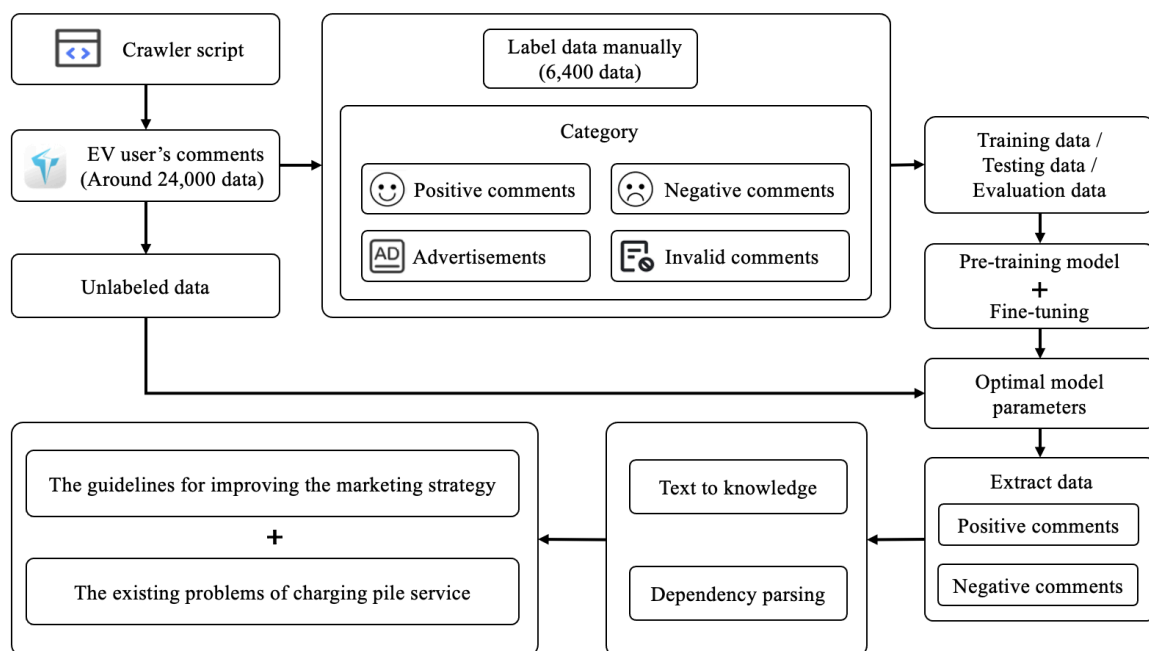 Crawler script
EV user's comments
(Around 24,000 data)
Unlabeled data
Label data manually
(6,400 data)
Category
Positive comments
Negative comments
AD
Advertisements
Invalid comments
Training data /
Testing data /
Evaluation data
Pre-training model
+
Fine-tuning
Optimal model
parameters
Extract data
Positive comments
Negative comments
Text to knowledge
Dependency parsing
The guidelines for improving the marketing strategy
+
The existing problems of charging pile service